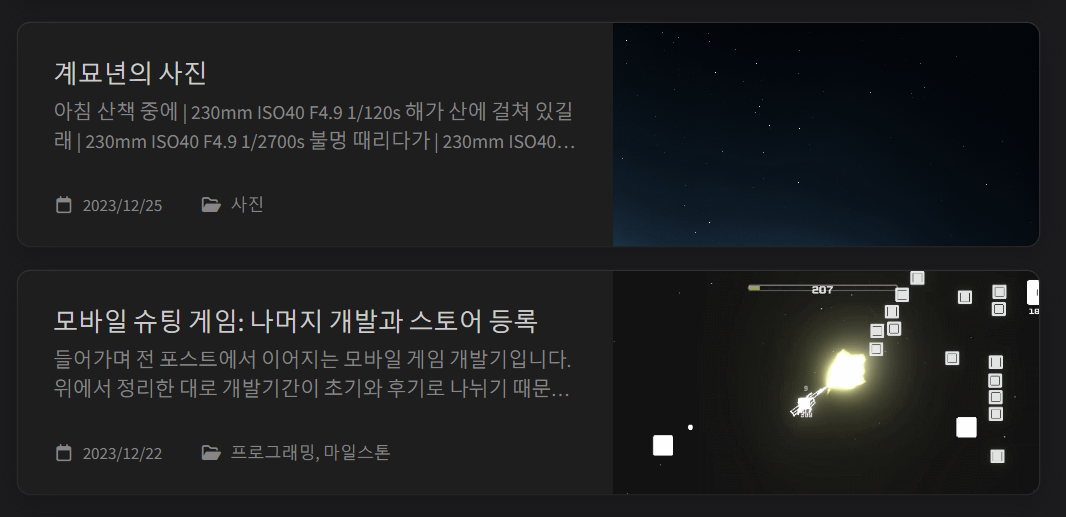 계묘년의 사진
아침 산책 중에 | 230mm ISO40 F4.9 1/120s 해가 산에 걸쳐 있길
래 | 230mm ISO40 F4.9 1/2700s 불멍 때리다가 | 230mm ISO40...
2023/12/25 사진
207
모바일 슈팅 게임: 나머지 개발과 스토어 등록
18
들어가며 전 포스트에서 이어지는 모바일 게임 개발기입니다.
위에서 정리한 대로 개발기간이 초기와 후기로 나뉘기 때문...
9
2023/12/22 프로그래밍, 마일스톤